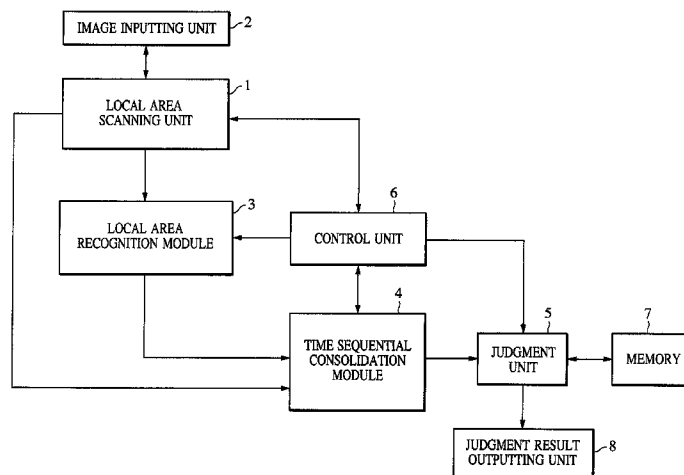 IMAGE INPUTTING UNIT
2
LOCAL AREA
SCANNING UNIT
1
LOCAL AREA
RECOGNITION MODULE
3
CONTROL UNIT
6
TIME SEQUENTIAL
CONSOLIDATION
MODULE
4
JUDGMENT
UNIT
5
MEMORY
7
JUDGMENT RESULT
OUTPUTTING UNIT
8